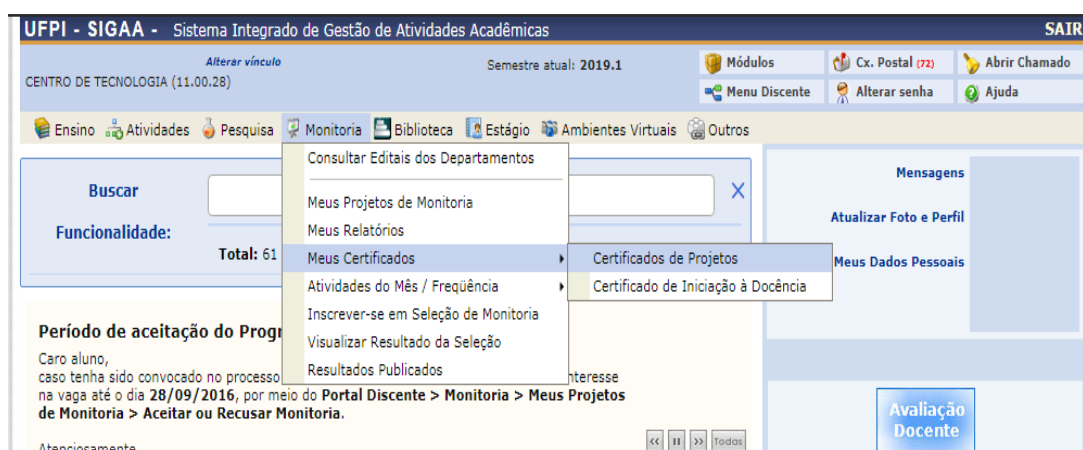 UFPI - SIGAA - Sistema Integrado de Gestão de Atividades Acadêmicas SAIR
Alterar vínculo
CENTRO DE TECNOLOGIA (11.00.28)
Semestre atual: 2019.1
Módulos Cx. Postal (72) Abrir Chamado
Menu Discente Alterar senha Ajuda
Ensino Atividades Pesquisa Monitoria Biblioteca Estágio Ambientes Virtuais Outros
Buscar
Funcionalidade:
Total: 61
X
Consultar Editais dos Departamentos
Meus Projetos de Monitoria
Meus Relatórios
Meus Certificados
Atividades do Mês / Freqüência
Inscrever-se em Seleção de Monitoria
Visualizar Resultado da Seleção
Resultados Publicados
Certificados de Projetos
Certificado de Iniciação à Docência
Mensagens
Atualizar Foto e Perfil
Meus Dados Pessoais
Período de aceitação do Progr
Caro aluno,
caso tenha sido convocado no processo nteresse
na vaga até o dia 28/09/2016, por meio do Portal Discente > Monitoria > Meus Projetos
de Monitoria > Aceitar ou Recusar Monitoria.
Atenciosamente
<< II >> Todas
Avaliação
Docente